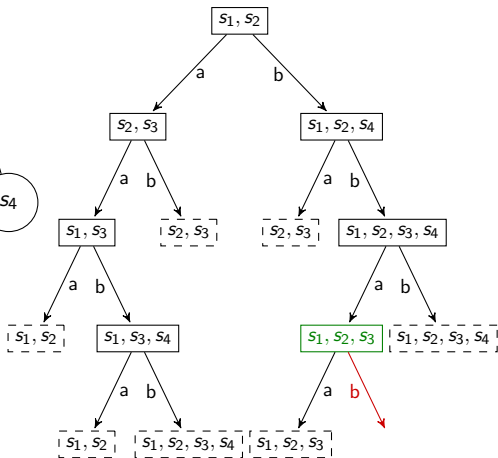 s₁, s₂
a b
s₂, s₃ s₁, s₂, s₄
a b a b
s₄
s₁, s₃ s₂, s₃ s₂, s₃ s₁, s₂, s₃, s₄
a b a b
s₁, s₂ s₁, s₃, s₄ s₁, s₂, s₃ s₁, s₂, s₃, s₄
a b a b
s₁, s₂ s₁, s₂, s₃, s₄ s₁, s₂, s₃